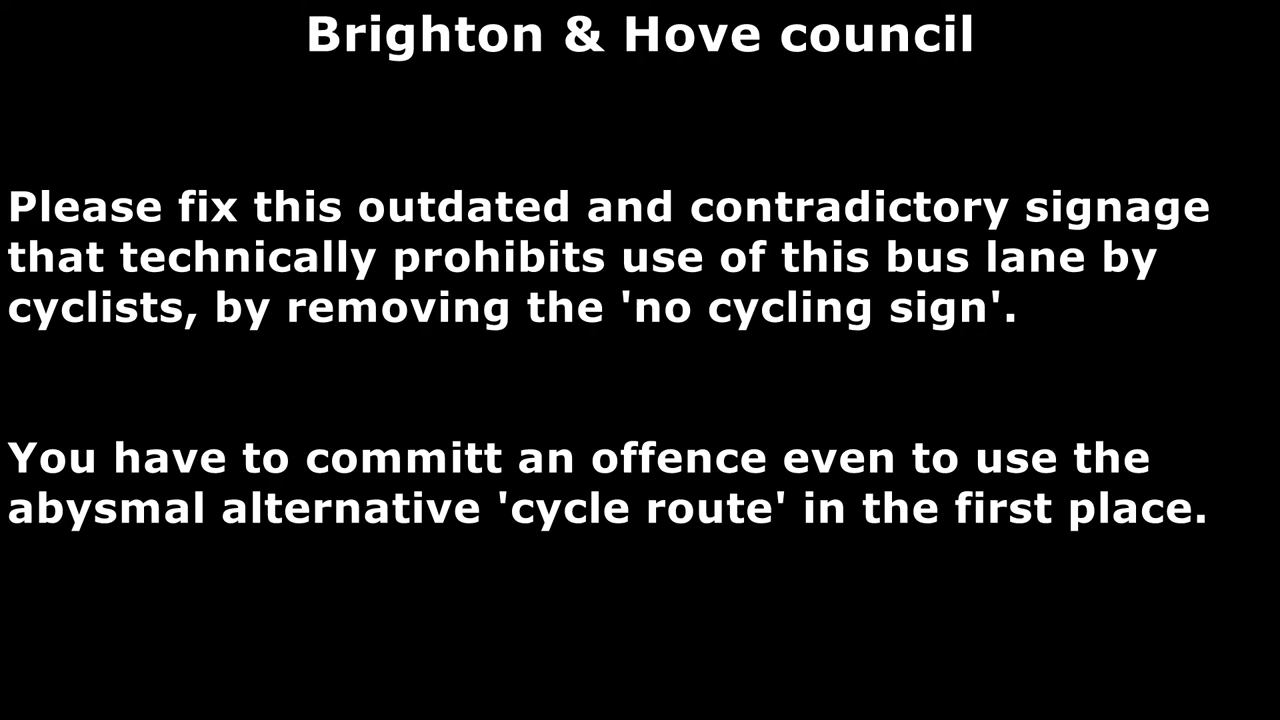 Brighton & Hove council
Please fix this outdated and contradictory signage
that technically prohibits use of this bus lane by
cyclists, by removing the 'no cycling sign'.
You have to committ an offence even to use the
abysmal alternative 'cycle route' in the first place.